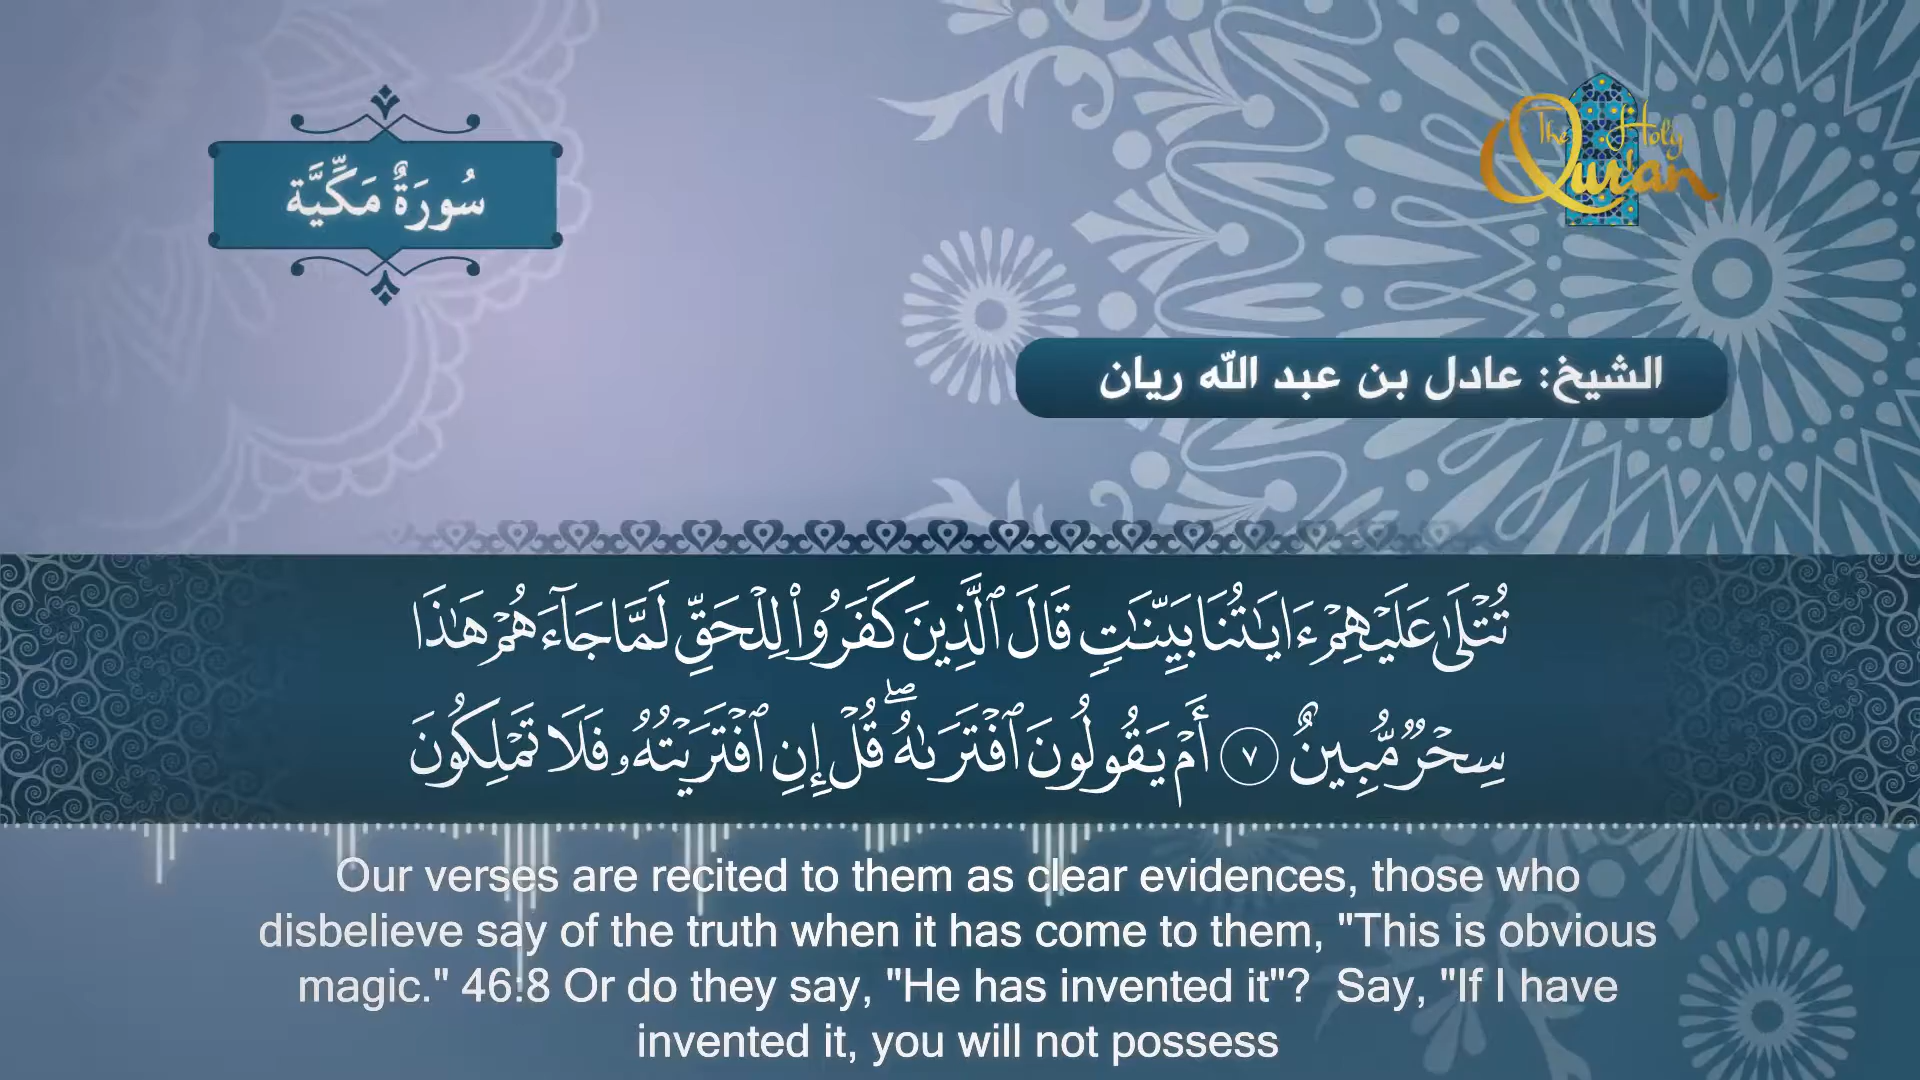 سُورَةٌ مَكِّيَّة
The Holy
Qur'an
الشيخ: عادل بن عبد الله ريان
تُتْلَىٰ عَلَيْهِمْ ءَايَـٰتُنَا بَيِّنَـٰتٍ قَالَ ٱلَّذِينَ كَفَرُوا۟ لِلْحَقِّ لَمَّا جَآءَهُمْ هَـٰذَا
سِحْرٌ مُّبِينٌ ٧ أَمْ يَقُولُونَ ٱفْتَرَىٰهُ ۖ قُلْ إِنِ ٱفْتَرَيْتُهُۥ فَلَا تَمْلِكُونَ
Our verses are recited to them as clear evidences, those who
disbelieve say of the truth when it has come to them, "This is obvious
magic." 46:8 Or do they say, "He has invented it"?  Say, "If I have
invented it, you will not possess